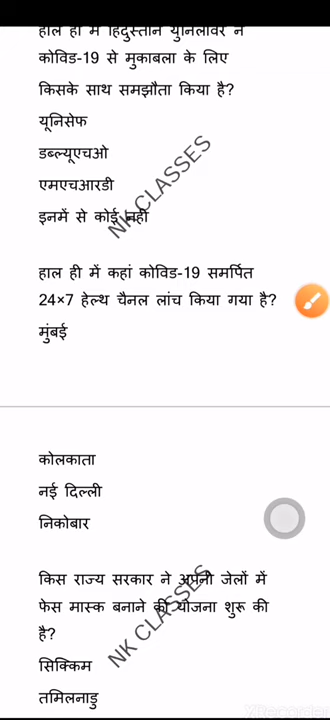 हाल ही में हिंदुस्तान युनिलीवर ने
कोविड-19 से मुकाबला के लिए
किसके साथ समझौता किया है?
यूनिसेफ
डब्ल्यूएचओ
एमएचआरडी
इनमें से कोई नही
NK CLASSES
हाल ही में कहां कोविड-19 समर्पित
24×7 हेल्थ चैनल लांच किया गया है?
मुंबई
कोलकाता
नई दिल्ली
निकोबार
किस राज्य सरकार ने अपनी जेलों में
फेस मास्क बनाने की योजना शुरू की
है?
NK CLASSES
सिक्किम
तमिलनाडु
XRecorder